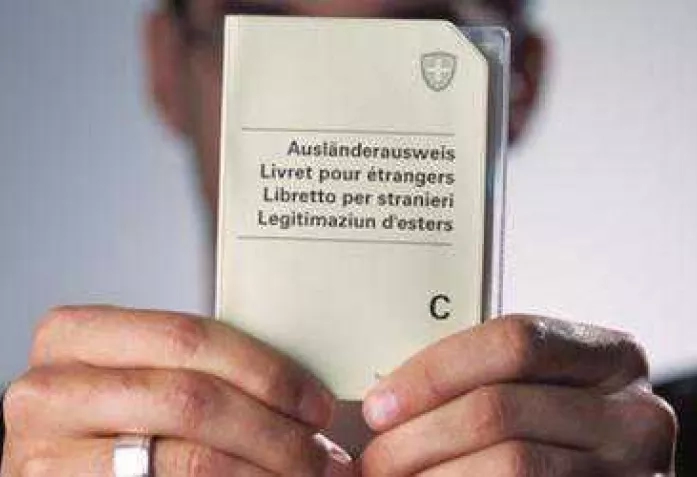 Ausländerausweis
Livret pour étrangers
Libretto per stranieri
Legitimaziun d'esters
C